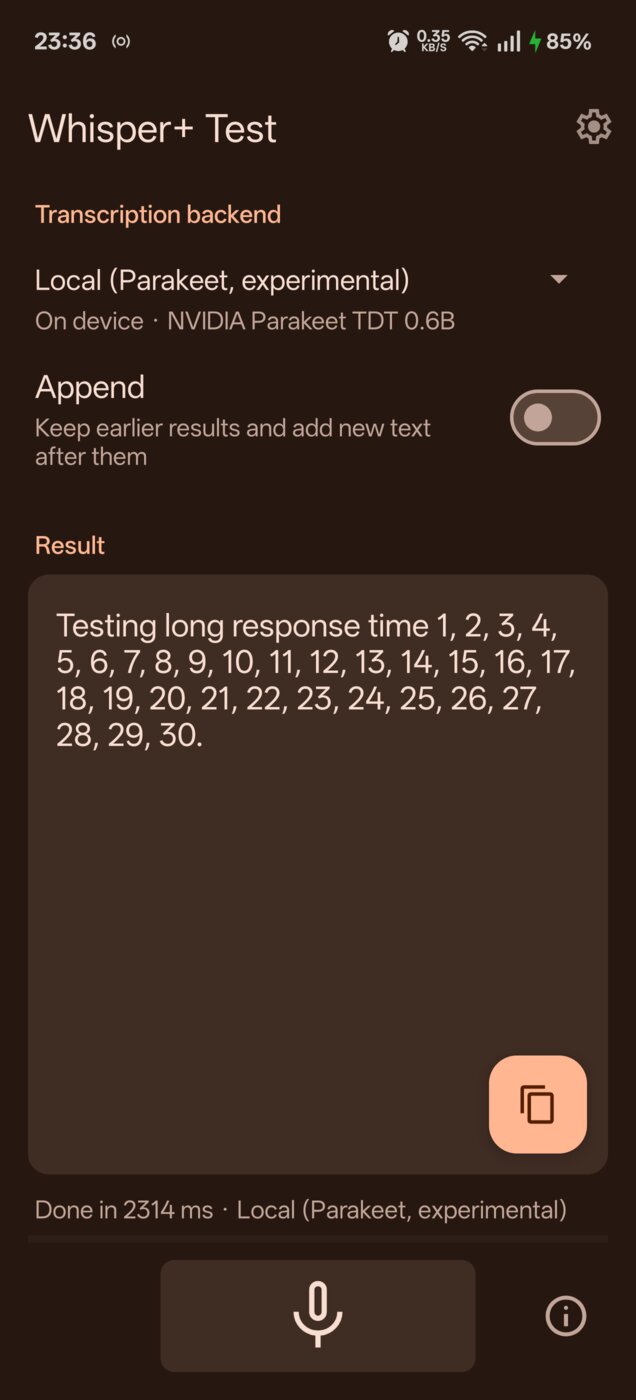 23:36
0.35 KB/S
85%
Whisper+ Test
Transcription backend
Local (Parakeet, experimental)
On device · NVIDIA Parakeet TDT 0.6B
Append
Keep earlier results and add new text
after them
Result
Testing long response time 1, 2, 3, 4,
5, 6, 7, 8, 9, 10, 11, 12, 13, 14, 15, 16, 17,
18, 19, 20, 21, 22, 23, 24, 25, 26, 27,
28, 29, 30.
Done in 2314 ms · Local (Parakeet, experimental)